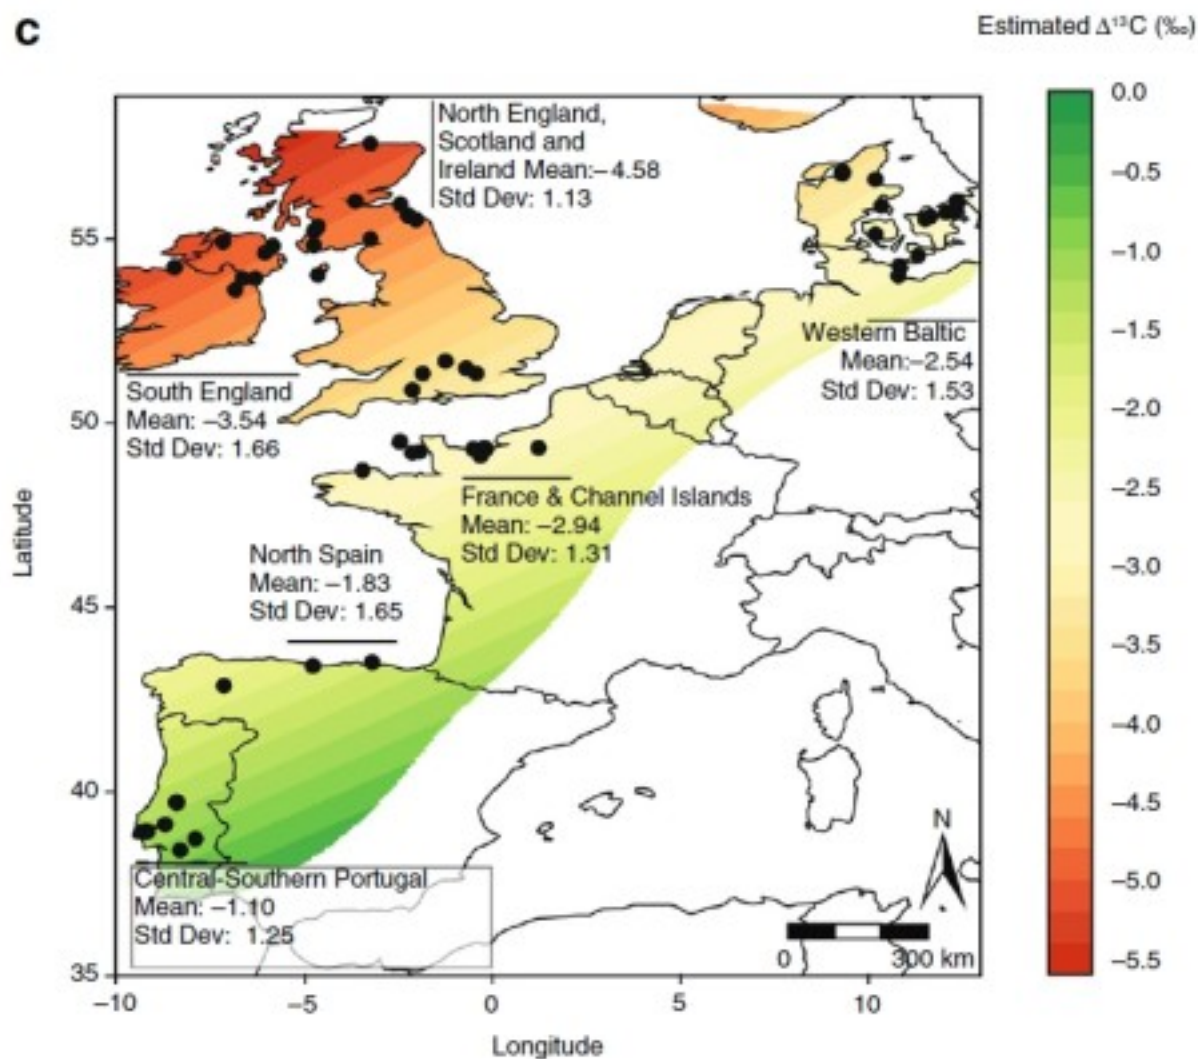 c
Estimated Δ¹³C (‰)
North England,
Scotland and
Ireland Mean:–4.58
Std Dev: 1.13
Western Baltic
Mean:–2.54
Std Dev: 1.53
South England
Mean: –3.54
Std Dev: 1.66
France & Channel Islands
Mean: –2.94
Std Dev: 1.31
North Spain
Mean: –1.83
Std Dev: 1.65
Central-Southern Portugal
Mean: –1.10
Std Dev: 1.25
N
0 300 km
Latitude
55
50
45
40
35
–10 –5 0 5 10
Longitude
0.0
–0.5
–1.0
–1.5
–2.0
–2.5
–3.0
–3.5
–4.0
–4.5
–5.0
–5.5